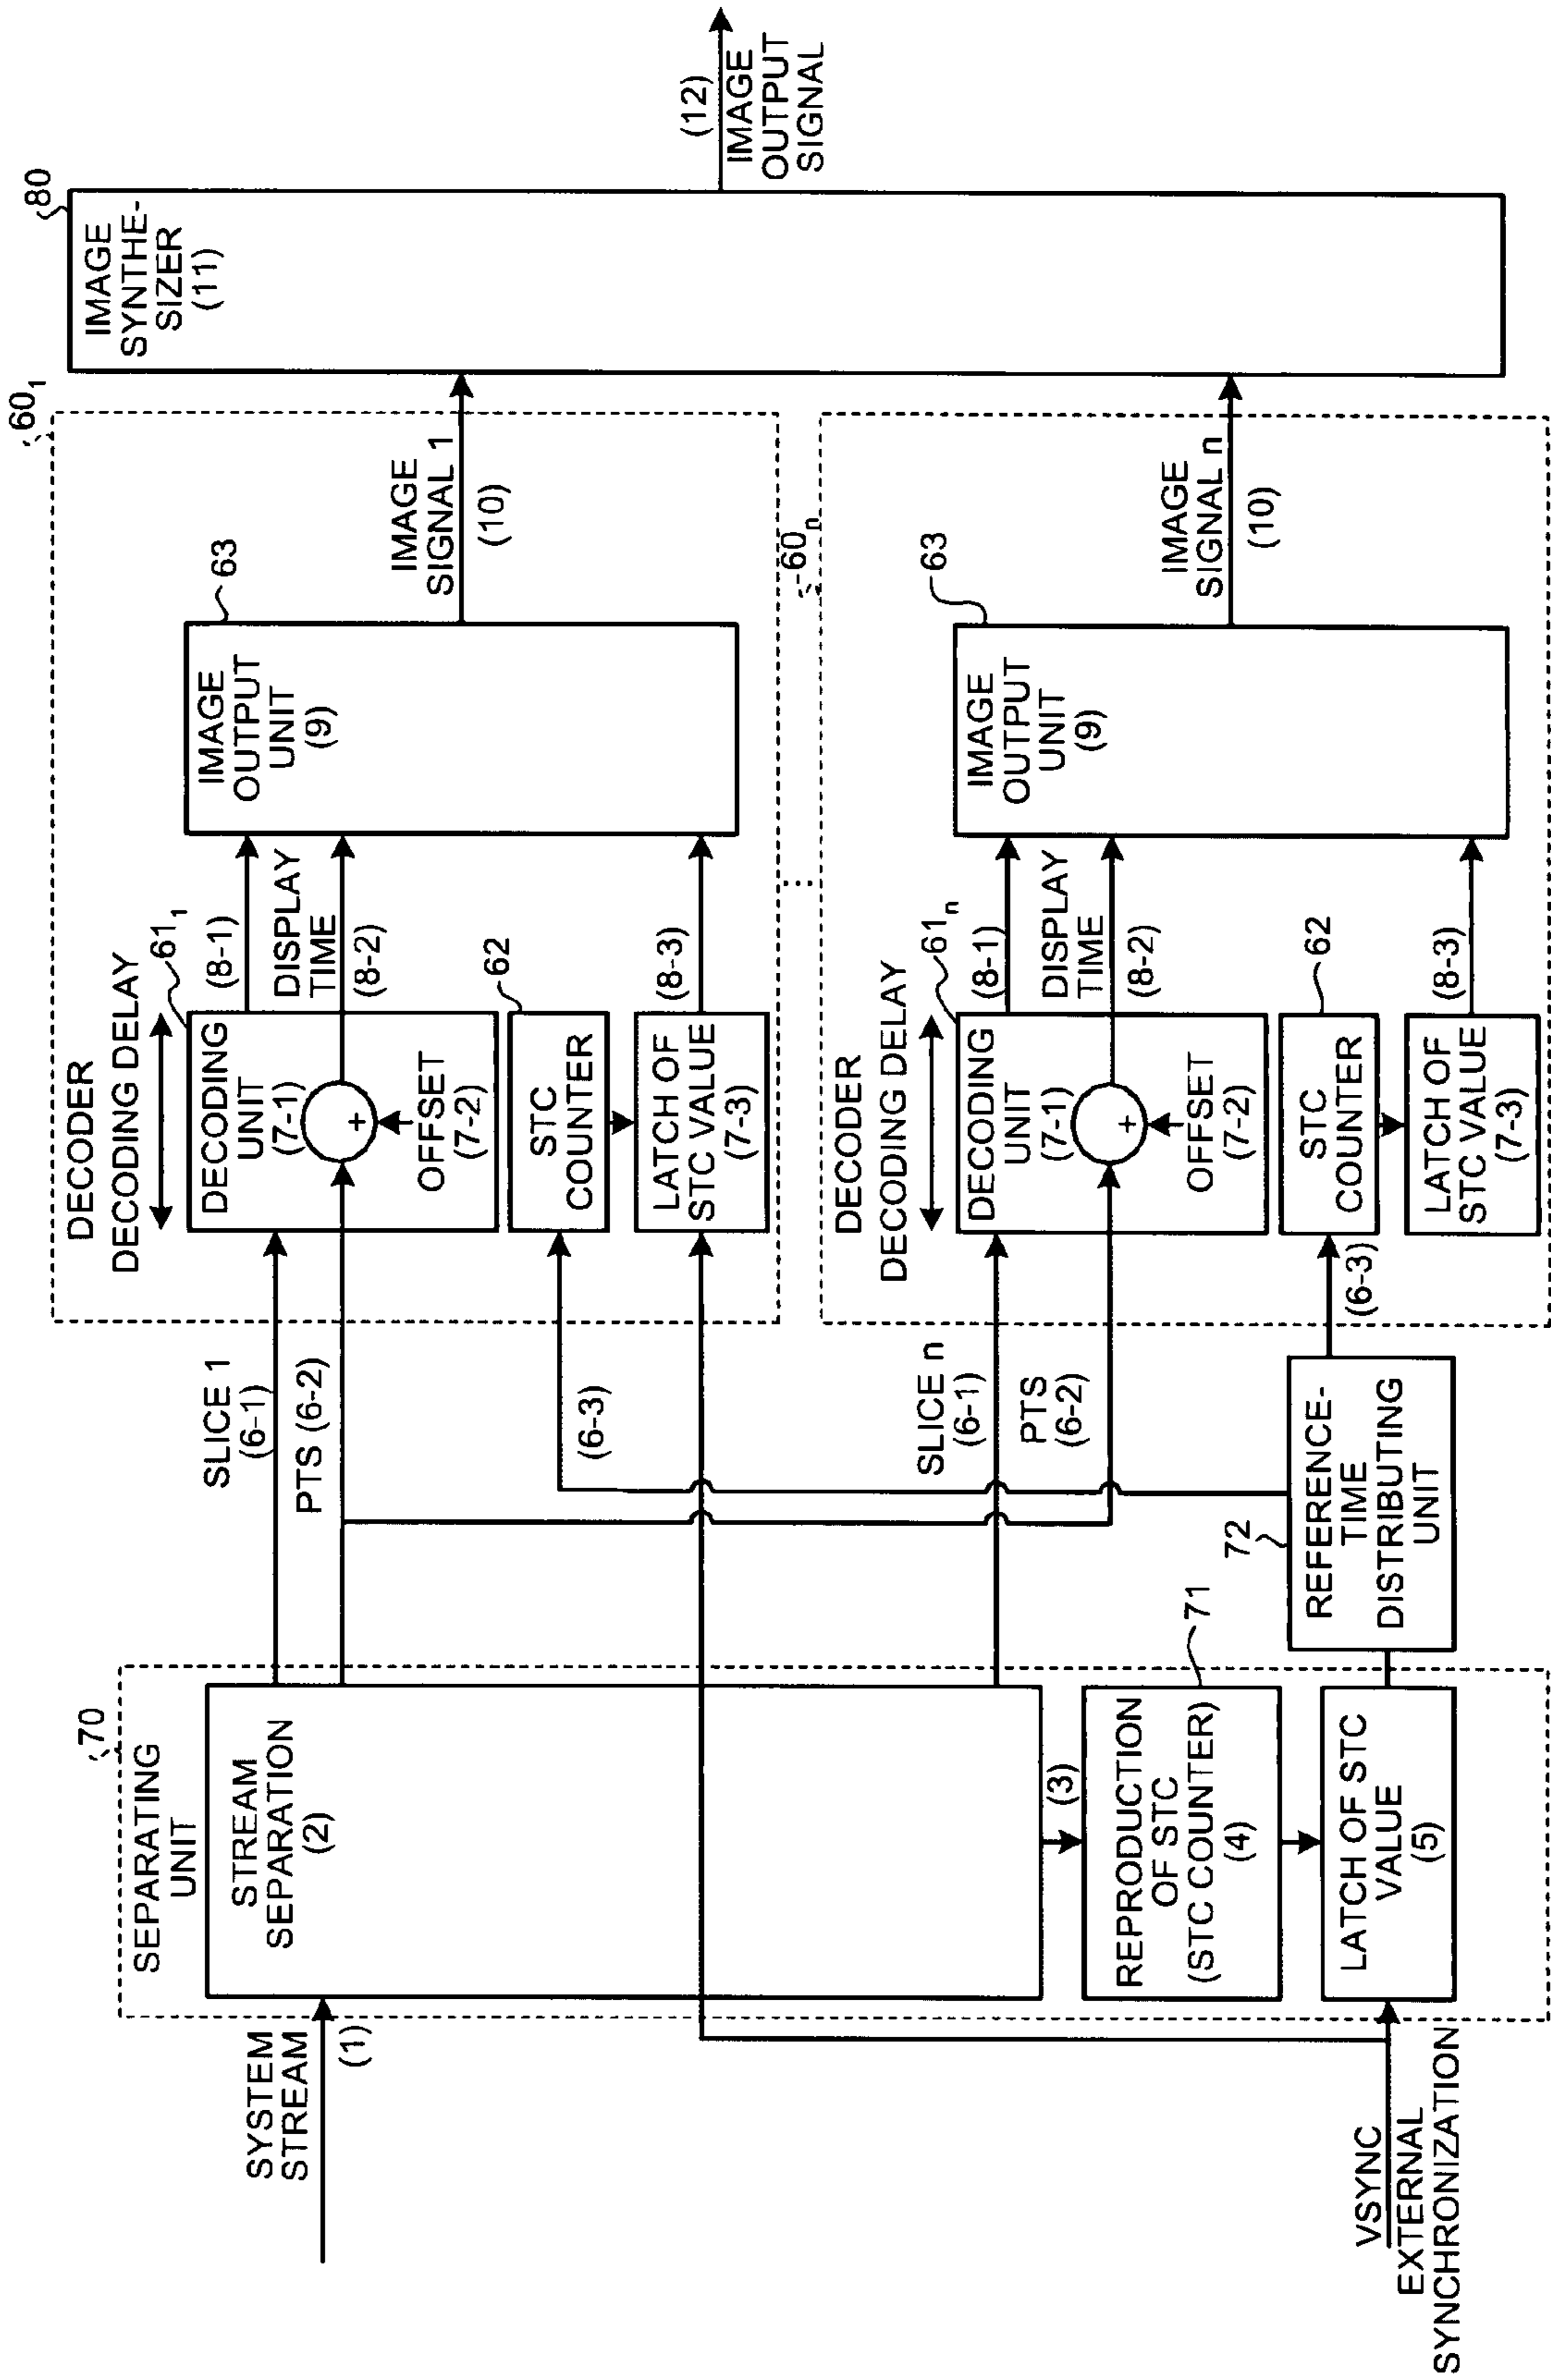 SYSTEM
STREAM
(1)
VSYNC
EXTERNAL
SYNCHRONIZATION
70
SEPARATING
UNIT
STREAM
SEPARATION
(2)
(3)
REPRODUCTION
OF STC
(STC COUNTER)
(4)
71
LATCH OF STC
VALUE
(5)
72
REFERENCE-
TIME
DISTRIBUTING
UNIT
SLICE 1
(6-1)
PTS (6-2)
(6-3)
SLICE n
(6-1)
PTS
(6-2)
(6-3)
60₁
DECODER
DECODING DELAY
61₁
DECODING
UNIT
(7-1)
+
OFFSET
(7-2)
62
STC
COUNTER
LATCH OF
STC VALUE
(7-3)
(8-1)
DISPLAY
TIME
(8-2)
(8-3)
63
IMAGE
OUTPUT
UNIT
(9)
IMAGE
SIGNAL 1
(10)
...
60ₙ
DECODER
DECODING DELAY
61ₙ
DECODING
UNIT
(7-1)
+
OFFSET
(7-2)
62
STC
COUNTER
LATCH OF
STC VALUE
(7-3)
(8-1)
DISPLAY
TIME
(8-2)
(8-3)
63
IMAGE
OUTPUT
UNIT
(9)
IMAGE
SIGNAL n
(10)
80
IMAGE
SYNTHE-
SIZER
(11)
(12)
IMAGE
OUTPUT
SIGNAL